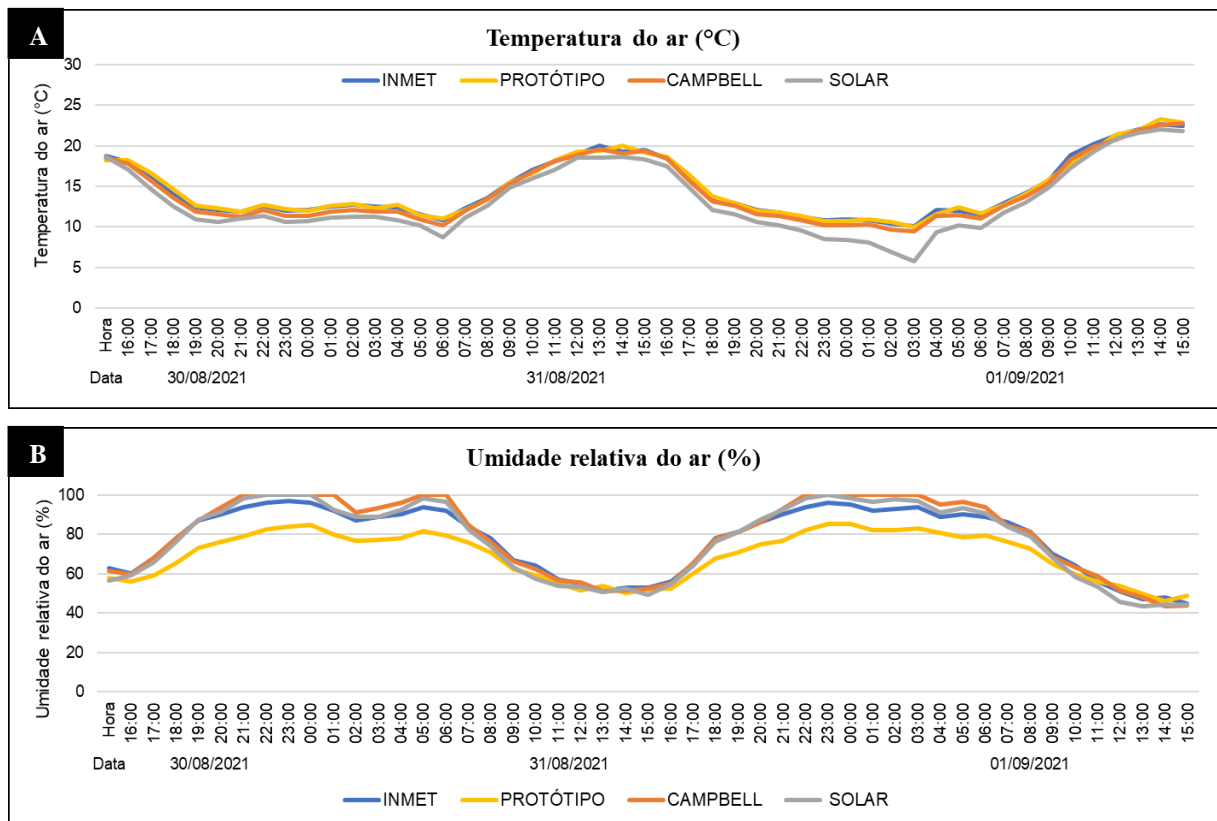 A
Temperatura do ar (°C)
INMET PROTÓTIPO CAMPBELL SOLAR
Temperatura do ar (°C)
30
25
20
15
10
5
0
Hora 16:00 17:00 18:00 19:00 20:00 21:00 22:00 23:00 00:00 01:00 02:00 03:00 04:00 05:00 06:00 07:00 08:00 09:00 10:00 11:00 12:00 13:00 14:00 15:00 16:00 17:00 18:00 19:00 20:00 21:00 22:00 23:00 00:00 01:00 02:00 03:00 04:00 05:00 06:00 07:00 08:00 09:00 10:00 11:00 12:00 13:00 14:00 15:00
Data 30/08/2021 31/08/2021 01/09/2021
B
Umidade relativa do ar (%)
Umidade relativa do ar (%)
100
80
60
40
20
0
Hora 16:00 17:00 18:00 19:00 20:00 21:00 22:00 23:00 00:00 01:00 02:00 03:00 04:00 05:00 06:00 07:00 08:00 09:00 10:00 11:00 12:00 13:00 14:00 15:00 16:00 17:00 18:00 19:00 20:00 21:00 22:00 23:00 00:00 01:00 02:00 03:00 04:00 05:00 06:00 07:00 08:00 09:00 10:00 11:00 12:00 13:00 14:00 15:00
Data 30/08/2021 31/08/2021 01/09/2021
INMET PROTÓTIPO CAMPBELL SOLAR